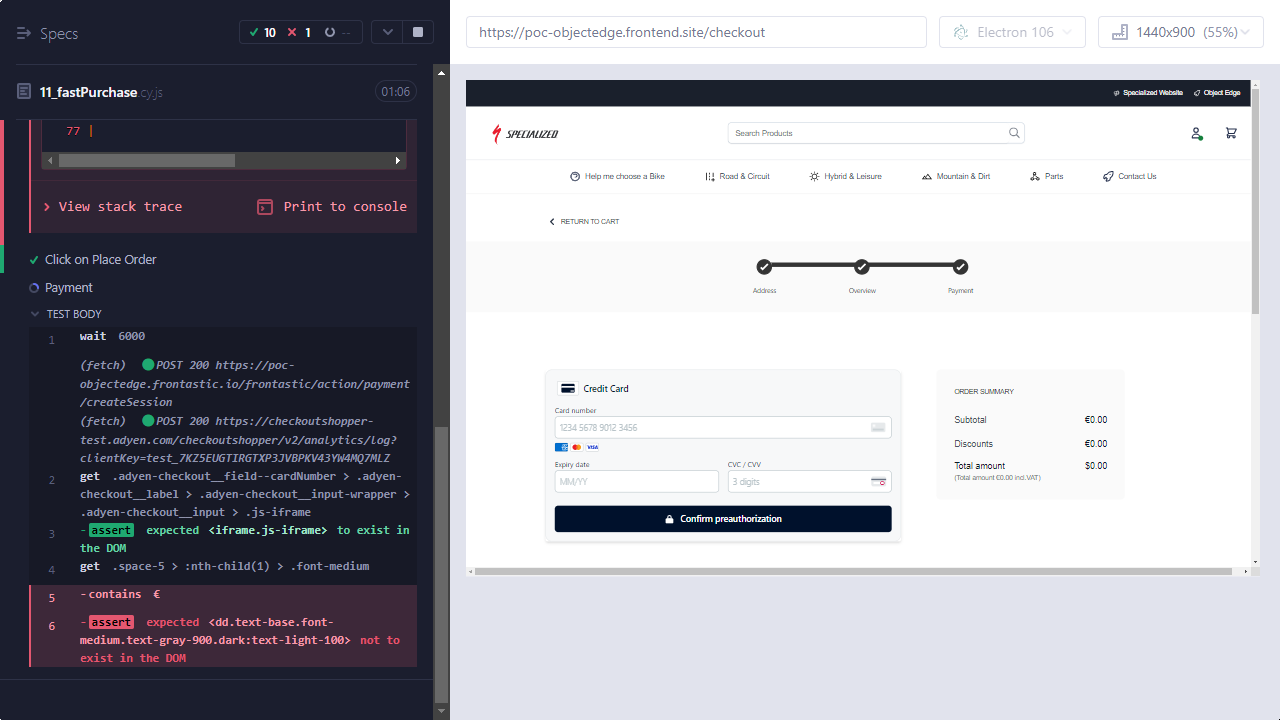 Specs
10 1 --
11_fastPurchase cy.js 01:06
77
View stack trace Print to console
Click on Place Order
Payment
TEST BODY
1 wait 6000
(fetch) POST 200 https://poc-
objectedge.frontastic.io/frontastic/action/payment
/createSession
(fetch) POST 200 https://checkoutshopper-
test.adyen.com/checkoutshopper/v2/analytics/log?
clientKey=test_7KZ5EUGTIRGTXP3JVBPKV43YW4MQ7MLZ
2 get .adyen-checkout__field--cardNumber > .adyen-
checkout__label > .adyen-checkout__input-wrapper >
.adyen-checkout__input > .js-iframe
3 -assert expected <iframe.js-iframe> to exist in
the DOM
4 get .space-5 > :nth-child(1) > .font-medium
5 -contains €
6 -assert expected <dd.text-base.font-
medium.text-gray-900.dark:text-light-100> not to
exist in the DOM
https://poc-objectedge.frontend.site/checkout
Electron 106
1440x900 (55%)
Specialized Website Object Edge
SPECIALIZED
Search Products
Help me choose a Bike Road & Circuit Hybrid & Leisure Mountain & Dirt Parts Contact Us
RETURN TO CART
Address Overview Payment
Credit Card
Card number
1234 5678 9012 3456
VISA
Expiry date CVC / CVV
MM/YY 3 digits
Confirm preauthorization
ORDER SUMMARY
Subtotal €0.00
Discounts €0.00
Total amount $0.00
(Total amount €0.00 incl.VAT)